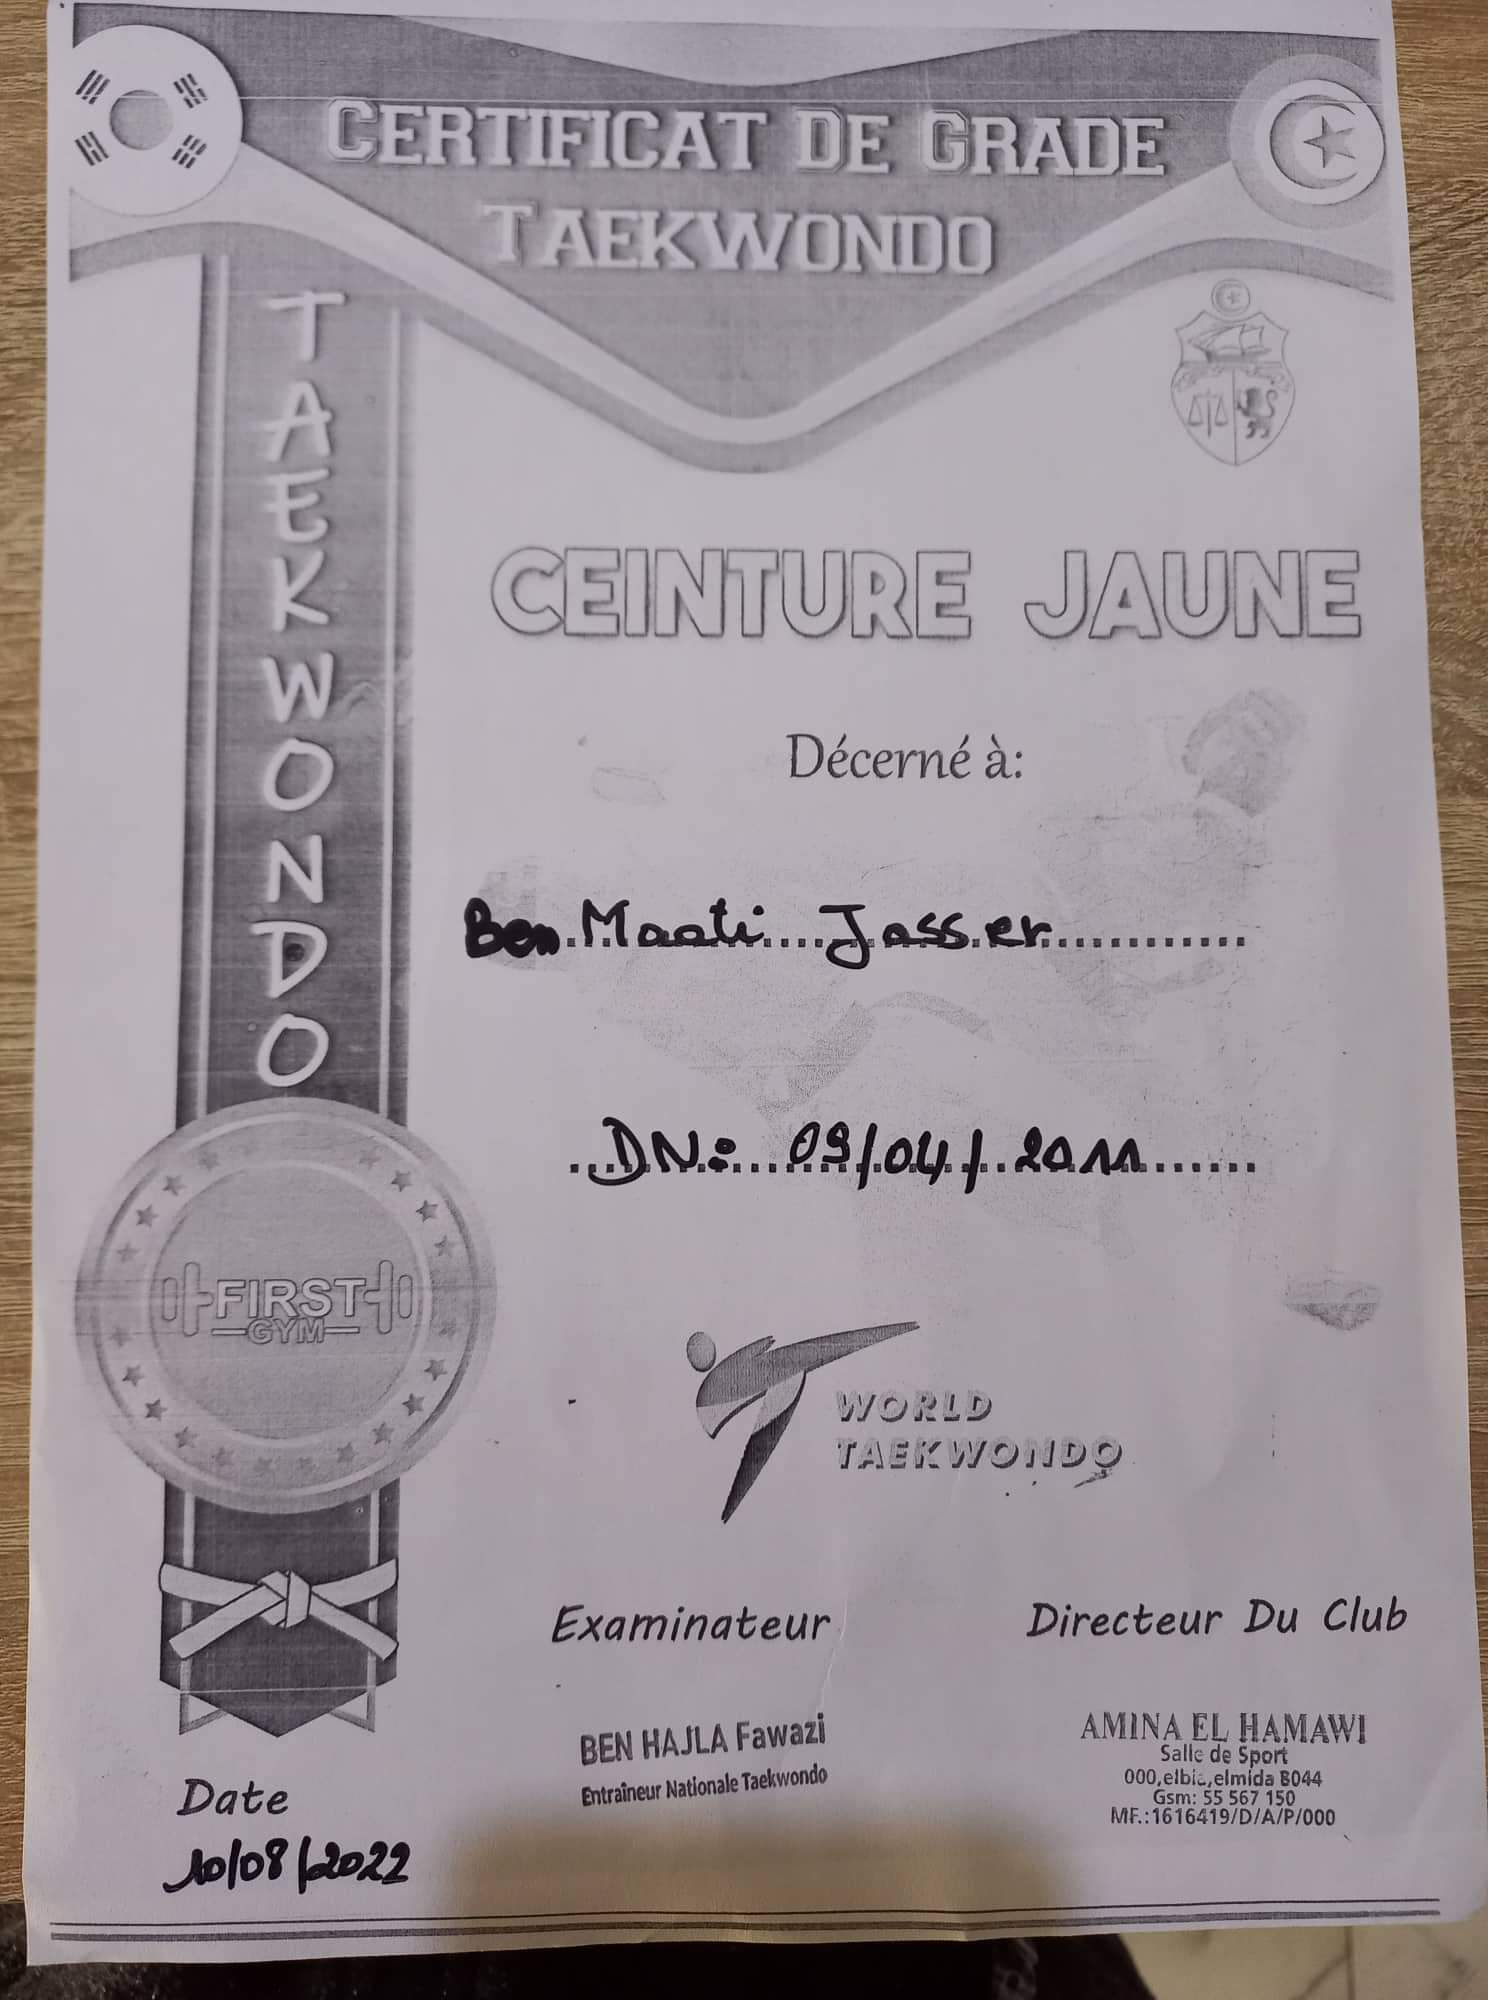 CERTIFICAT DE GRADE
TAEKWONDO
TAEKWONDO
CEINTURE JAUNE
Décerné à:
Ben Maati Jasser
DN: 09/04/2011
FIRST
GYM
WORLD
TAEKWONDO
Examinateur
Directeur Du Club
BEN HAJLA Fawazi
Entraîneur Nationale Taekwondo
AMINA EL HAMAWI
Salle de Sport
000,elbic,elmida 8044
Gsm: 55 567 150
MF.:1616419/D/A/P/000
Date
10/08/2022